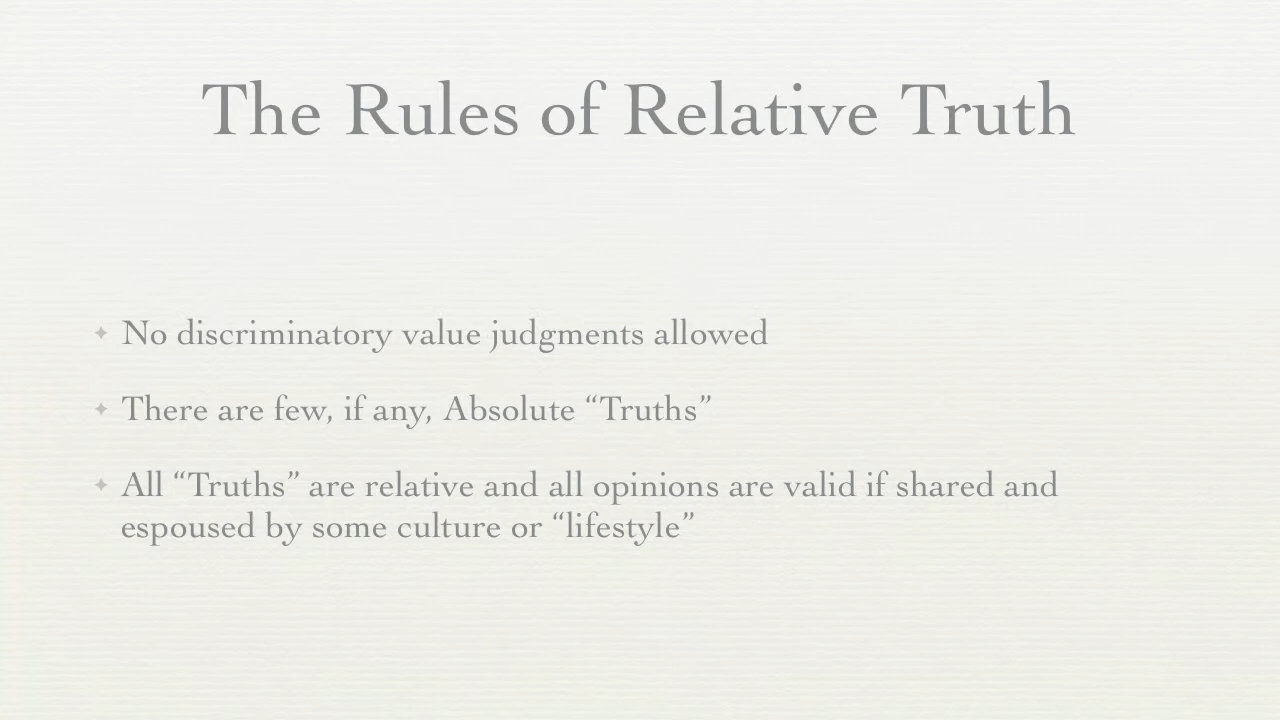 The Rules of Relative Truth
✦ No discriminatory value judgments allowed
✦ There are few, if any, Absolute “Truths”
✦ All “Truths” are relative and all opinions are valid if shared and
espoused by some culture or “lifestyle”